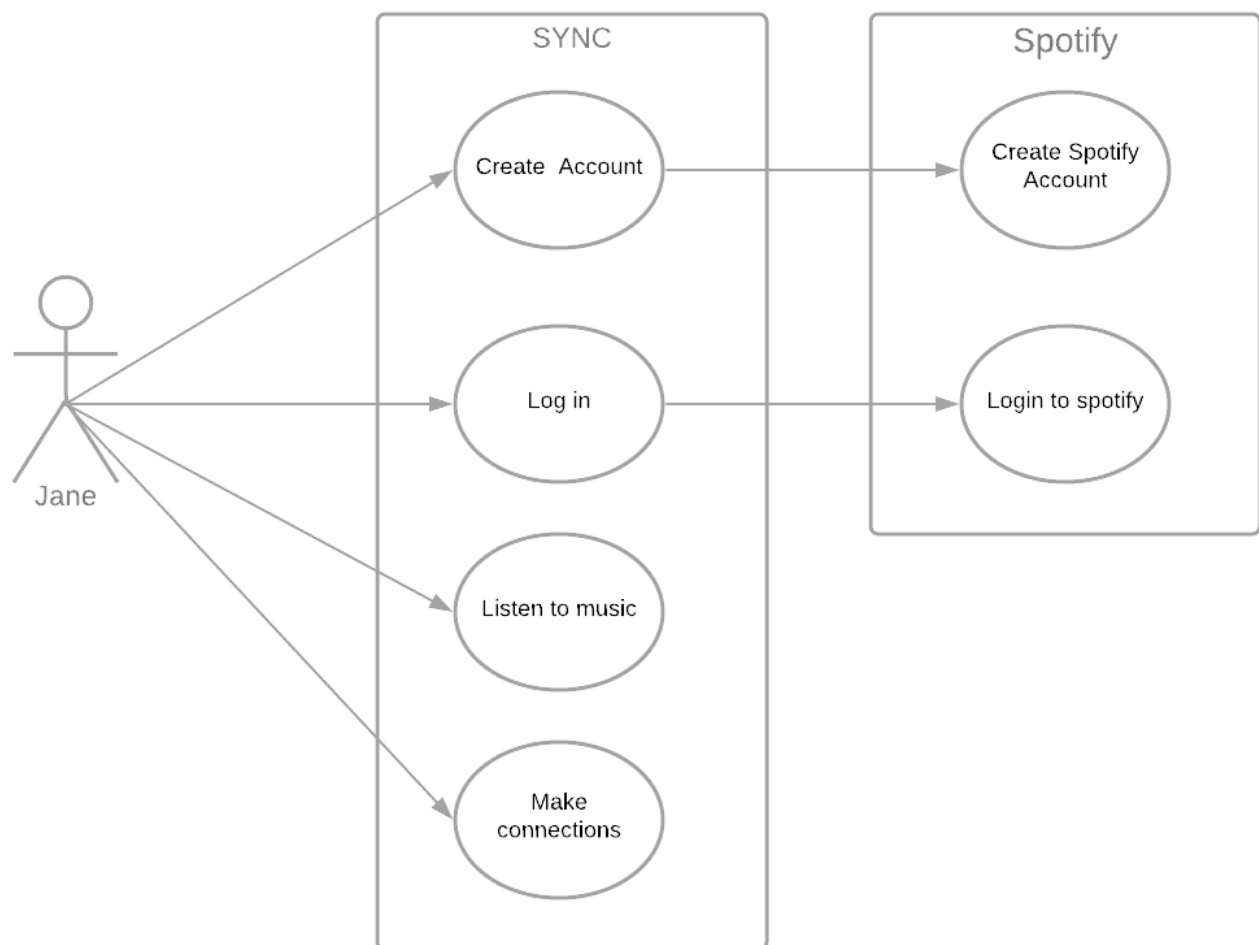 SYNC
Spotify
Create  Account
Create Spotify
Account
Log in
Login to spotify
Jane
Listen to music
Make
connections